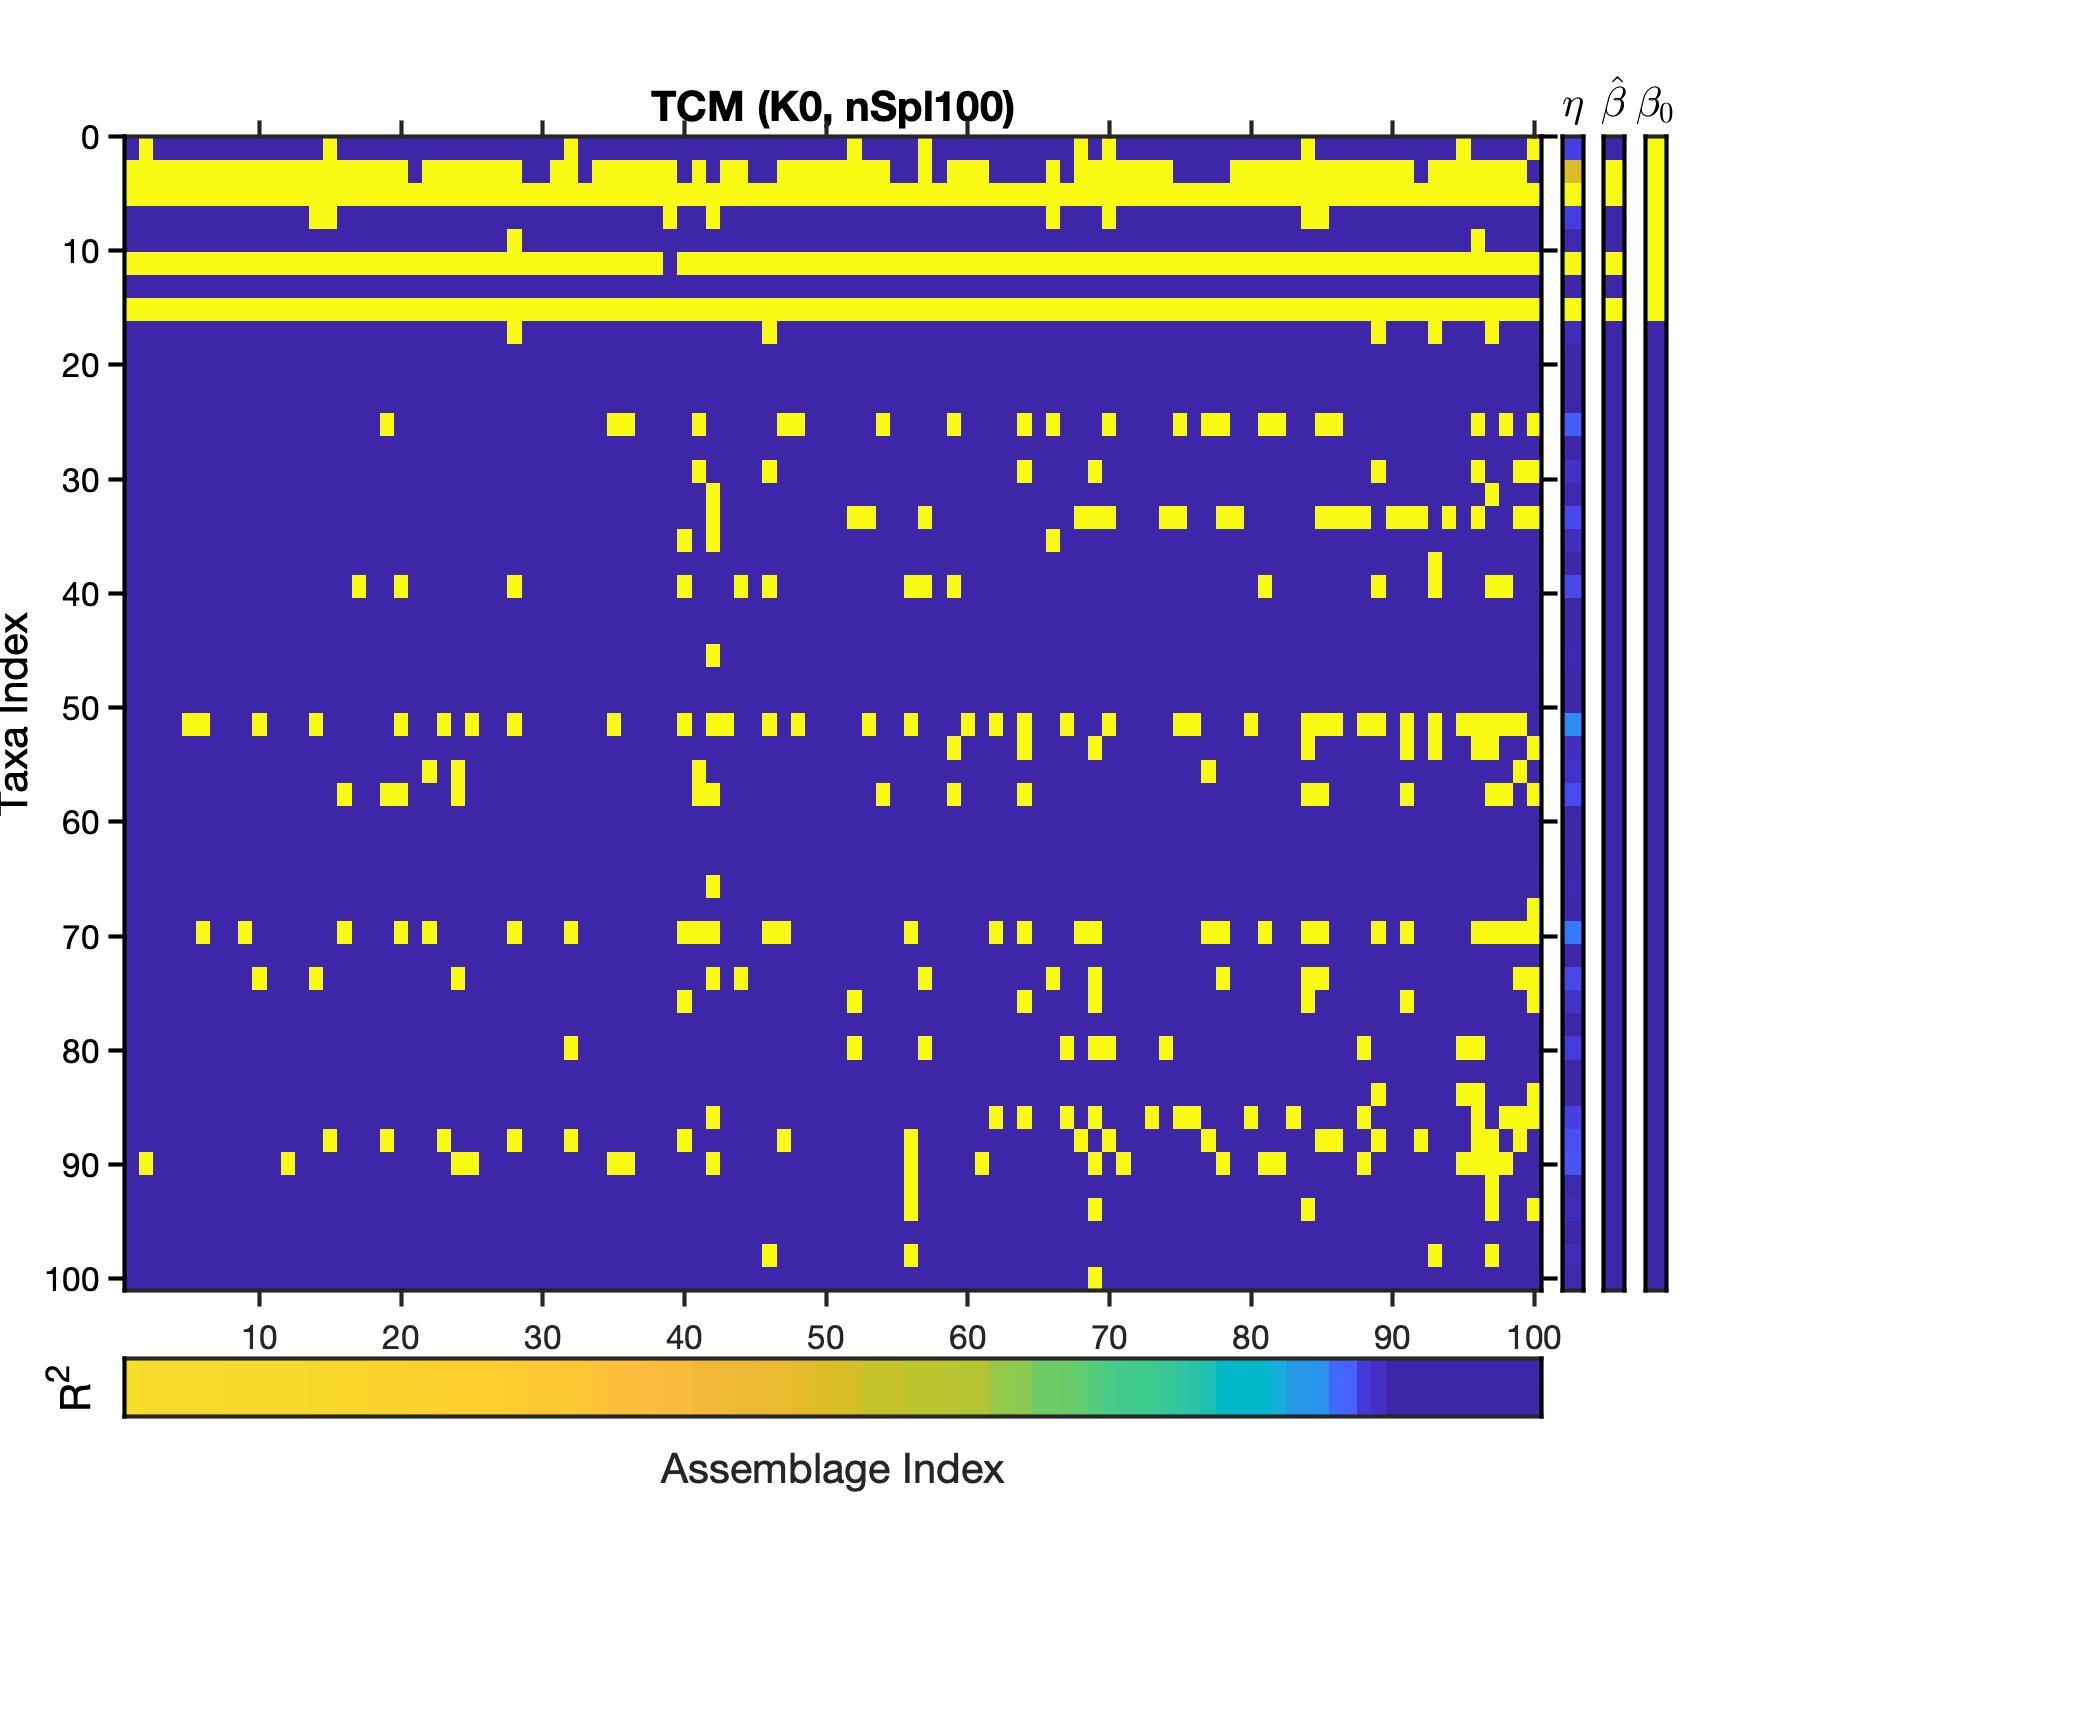 TCM (K0, nSpl100)
η β̂ β0
0
10
20
30
40
50
60
70
80
90
100
Taxa Index
10 20 30 40 50 60 70 80 90 100
R²
Assemblage Index